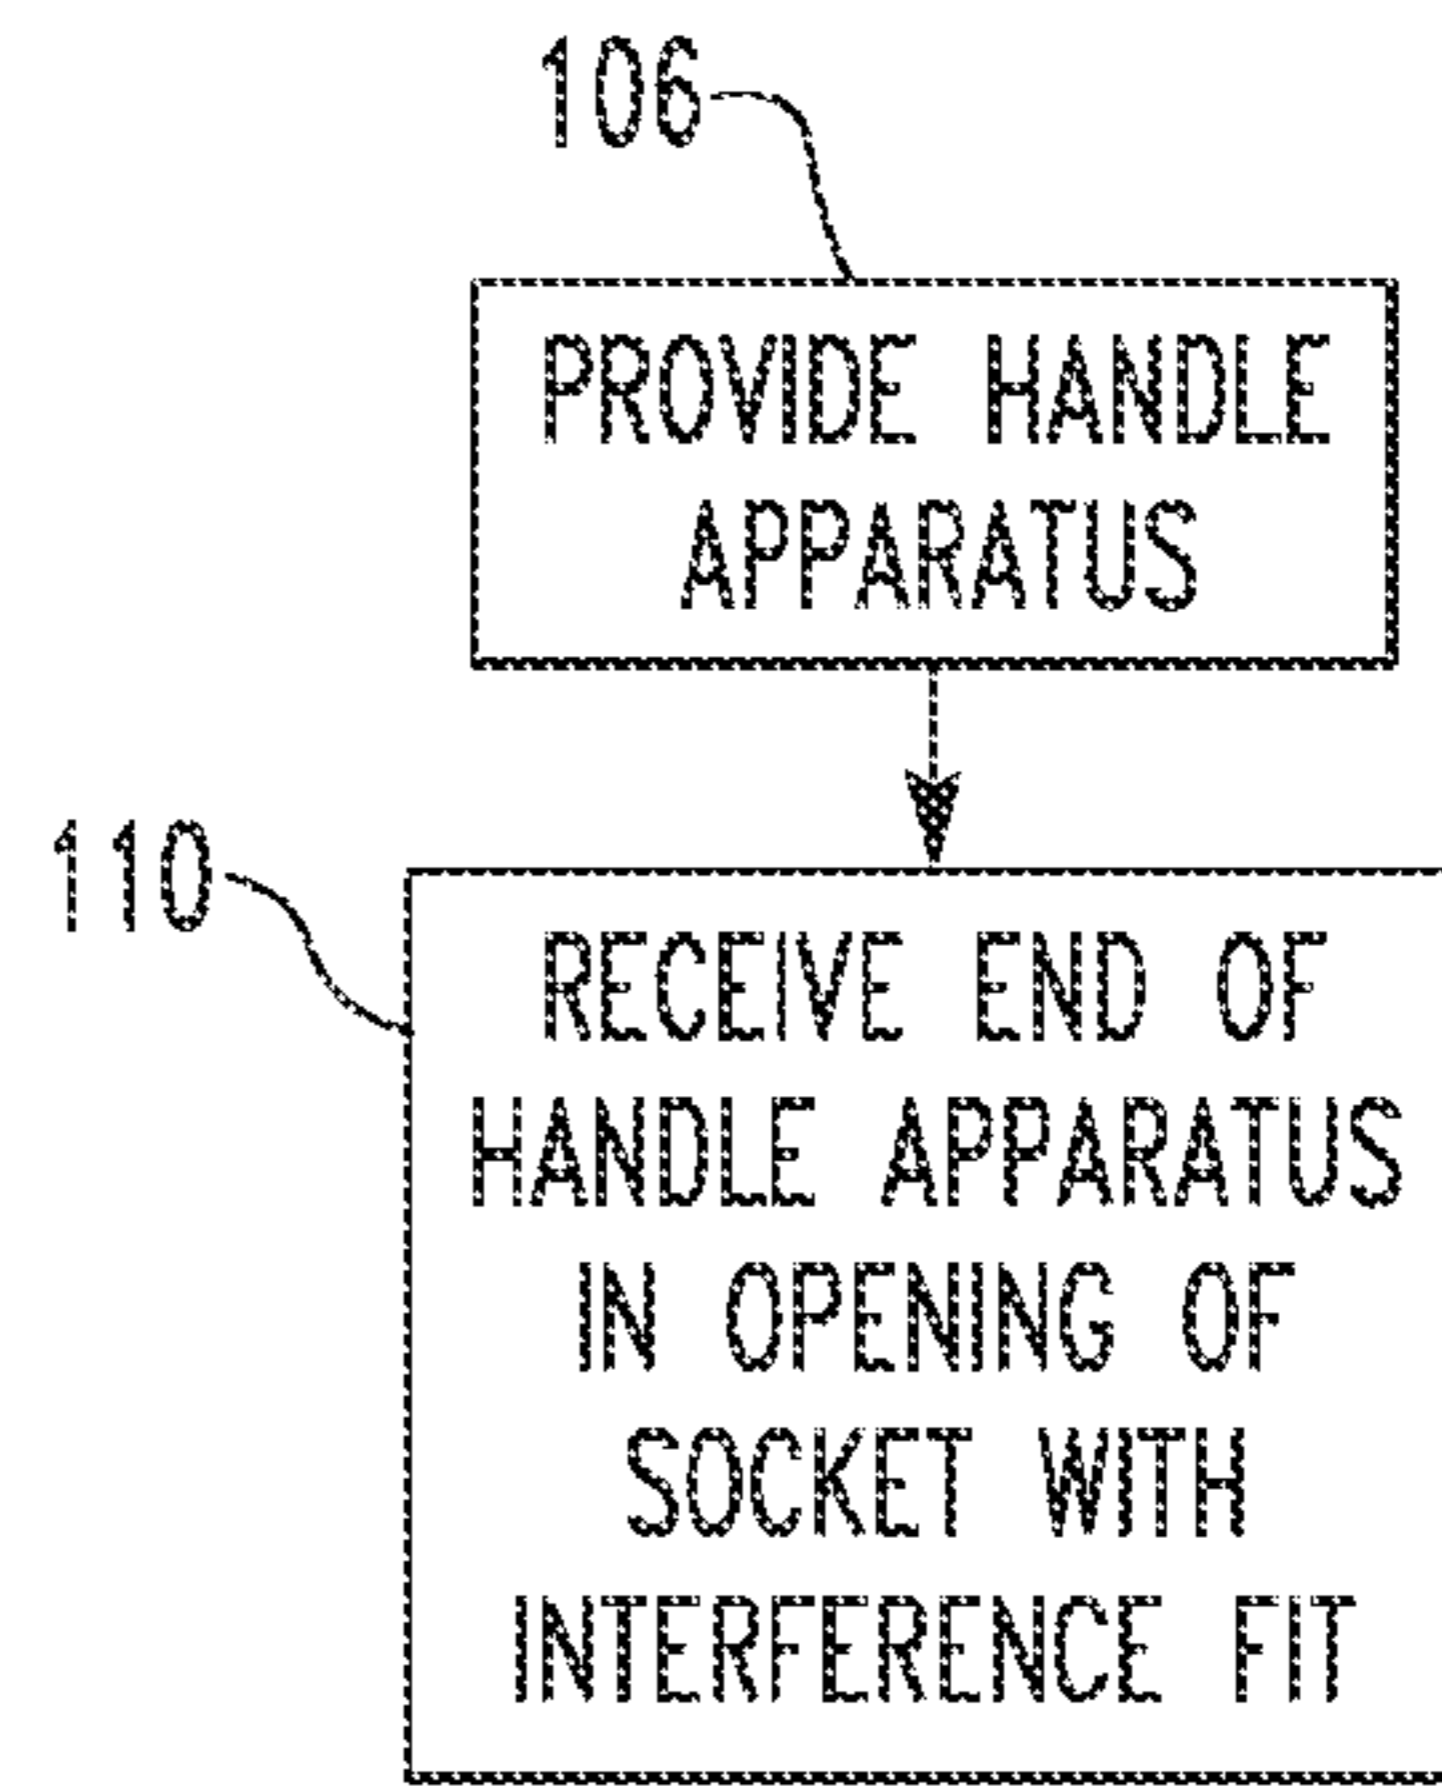 106
PROVIDE HANDLE
APPARATUS
110
RECEIVE END OF
HANDLE APPARATUS
IN OPENING OF
SOCKET WITH
INTERFERENCE FIT